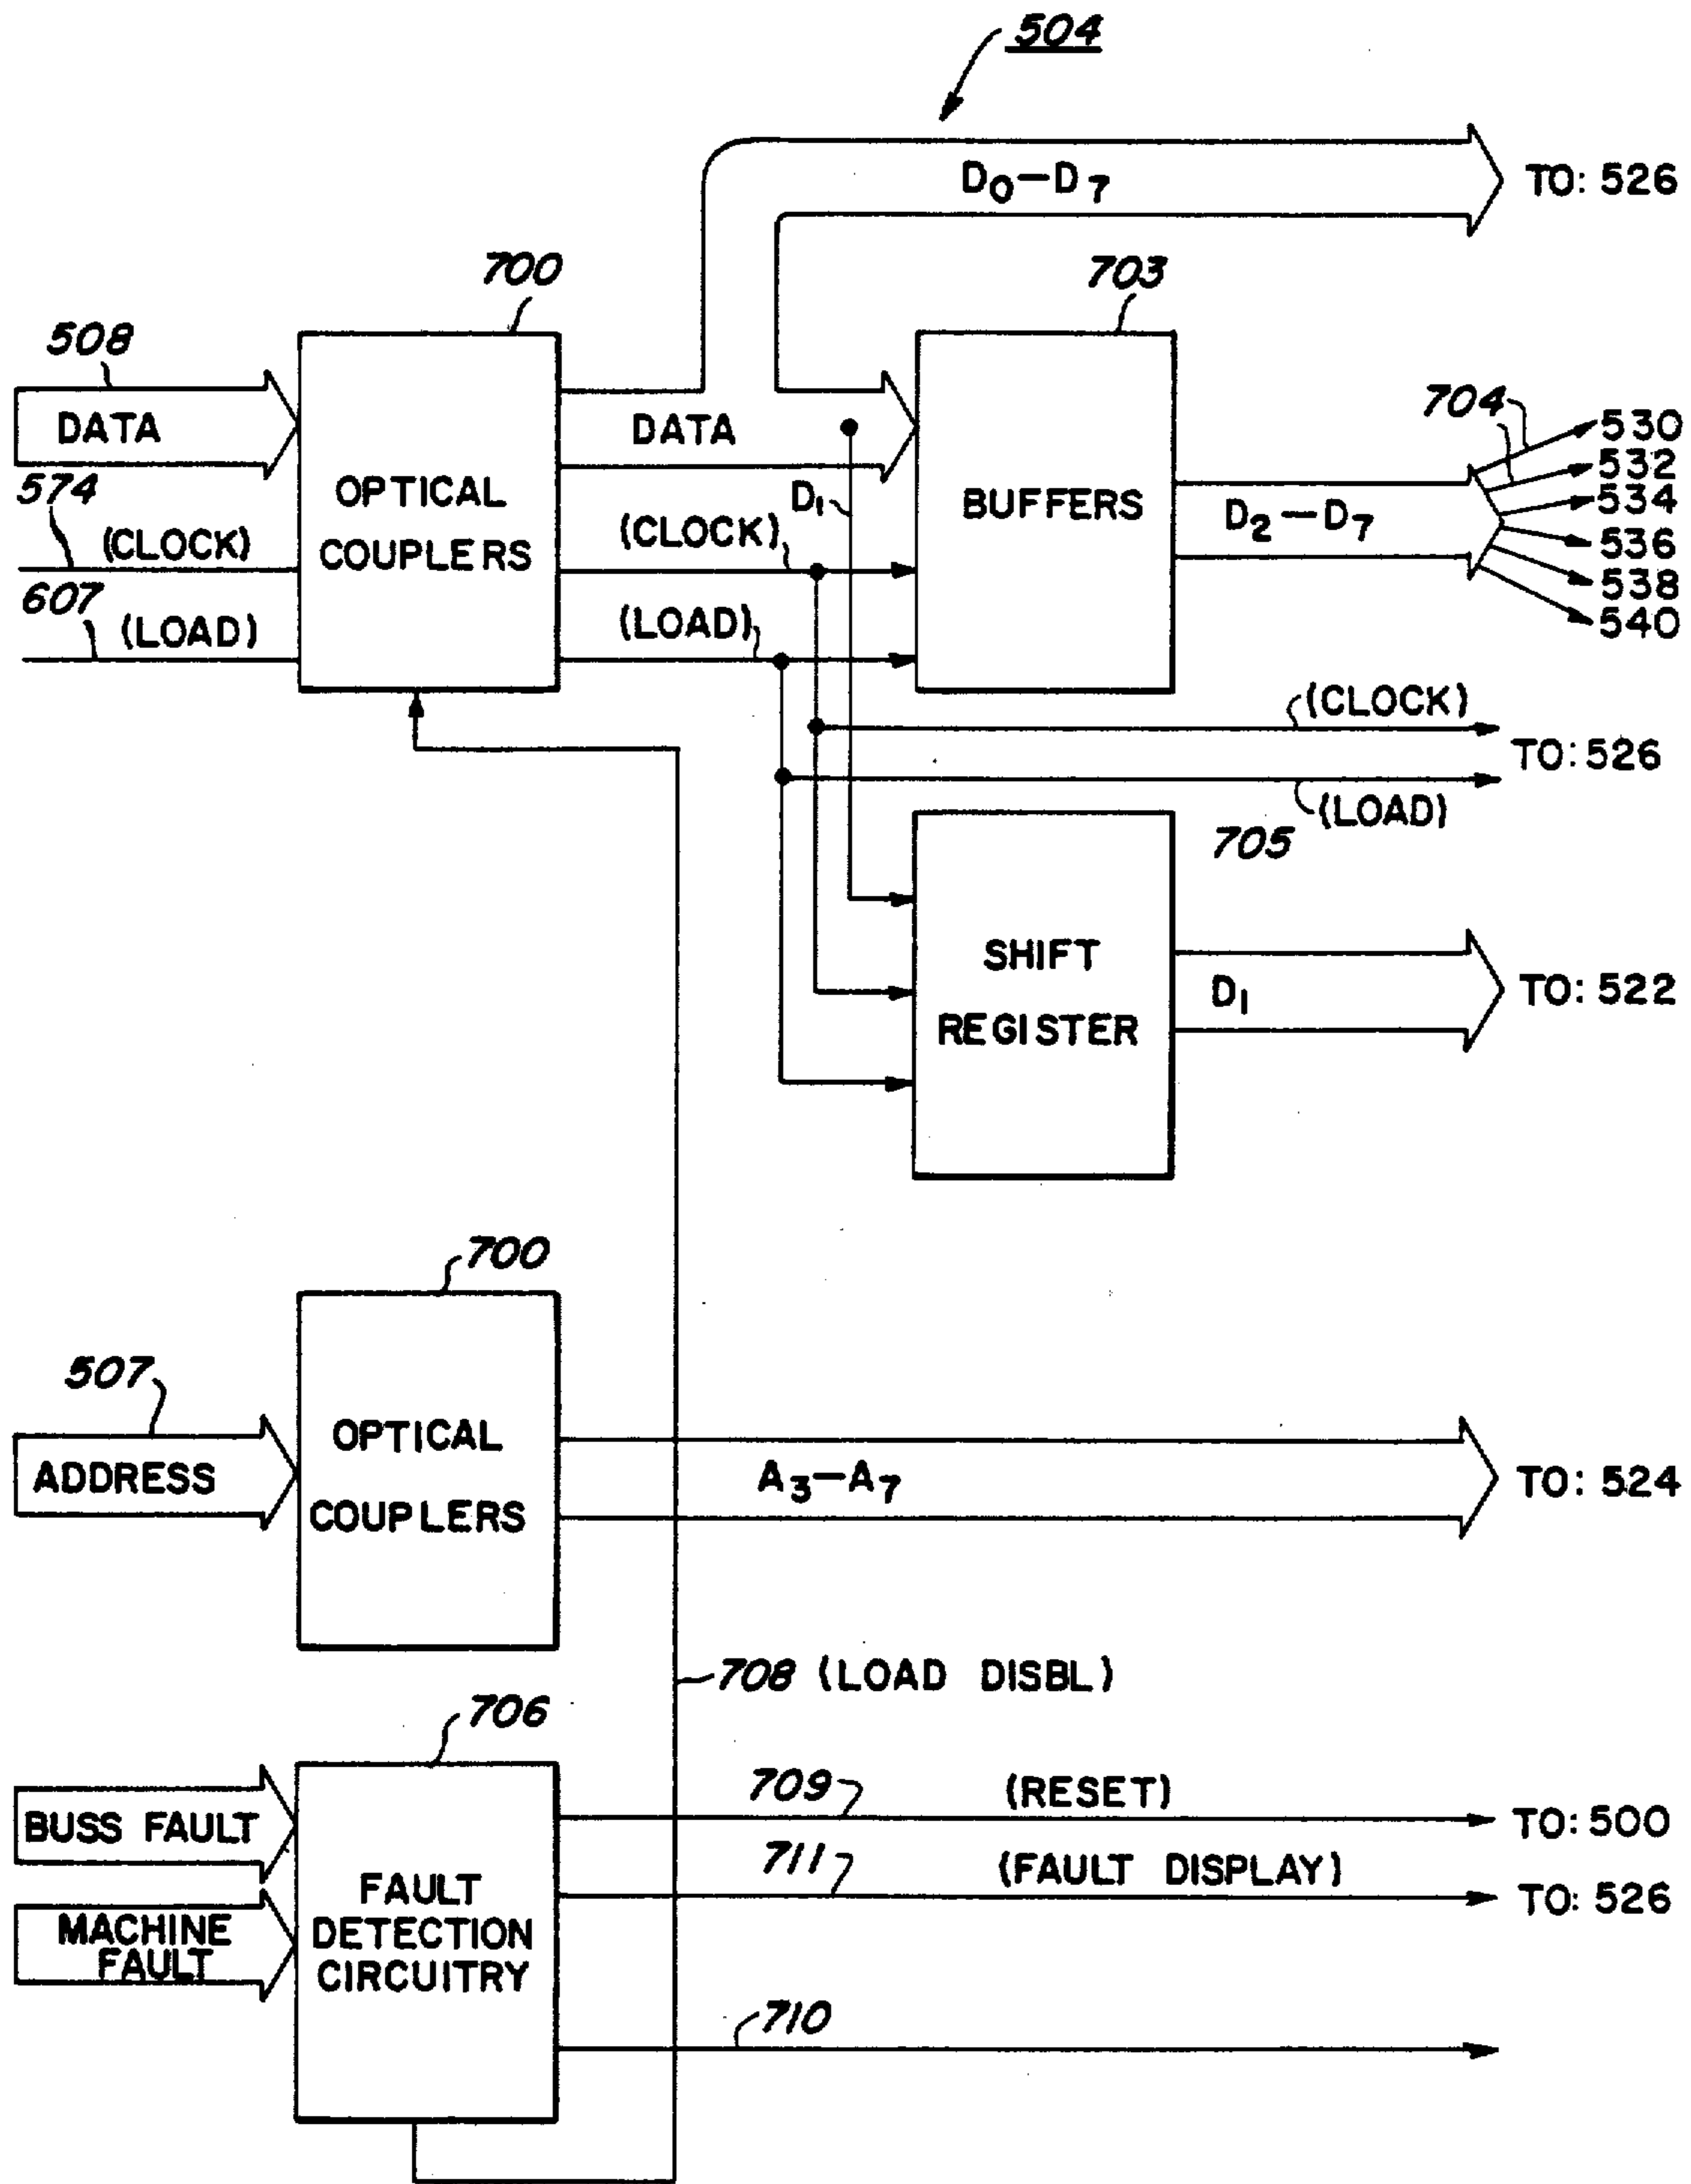 504
D0–D7
TO: 526
700
703
508
DATA
OPTICAL
COUPLERS
DATA
D1
BUFFERS
D2–D7
704
530
532
534
536
538
540
574
(CLOCK)
(CLOCK)
607
(LOAD)
(LOAD)
(CLOCK)
TO: 526
(LOAD)
705
SHIFT
REGISTER
D1
TO: 522
700
507
ADDRESS
OPTICAL
COUPLERS
A3–A7
TO: 524
708 (LOAD DISBL)
706
BUSS FAULT
MACHINE
FAULT
FAULT
DETECTION
CIRCUITRY
709
(RESET)
TO: 500
711
(FAULT DISPLAY)
TO: 526
710